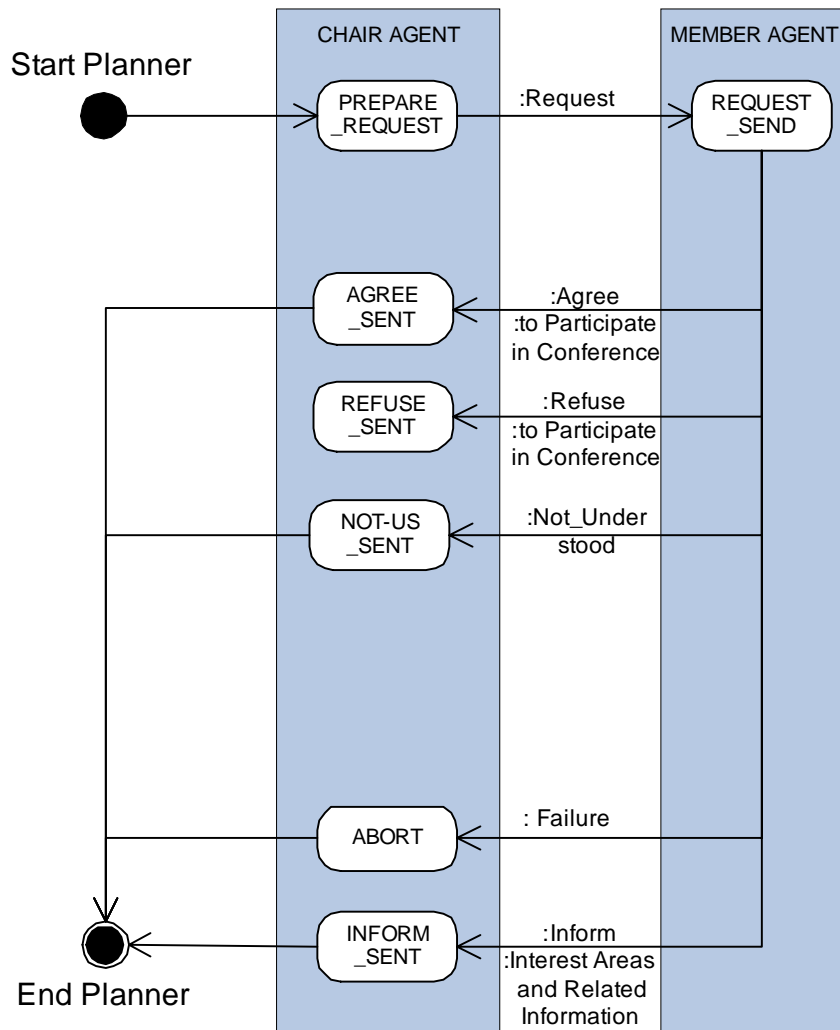 CHAIR AGENT
MEMBER AGENT
Start Planner
PREPARE
_REQUEST
:Request
REQUEST
_SEND
AGREE
_SENT
:Agree
:to Participate
in Conference
REFUSE
_SENT
:Refuse
:to Participate
in Conference
NOT-US
_SENT
:Not_Under
stood
ABORT
: Failure
INFORM
_SENT
:Inform
:Interest Areas
and Related
Information
End Planner